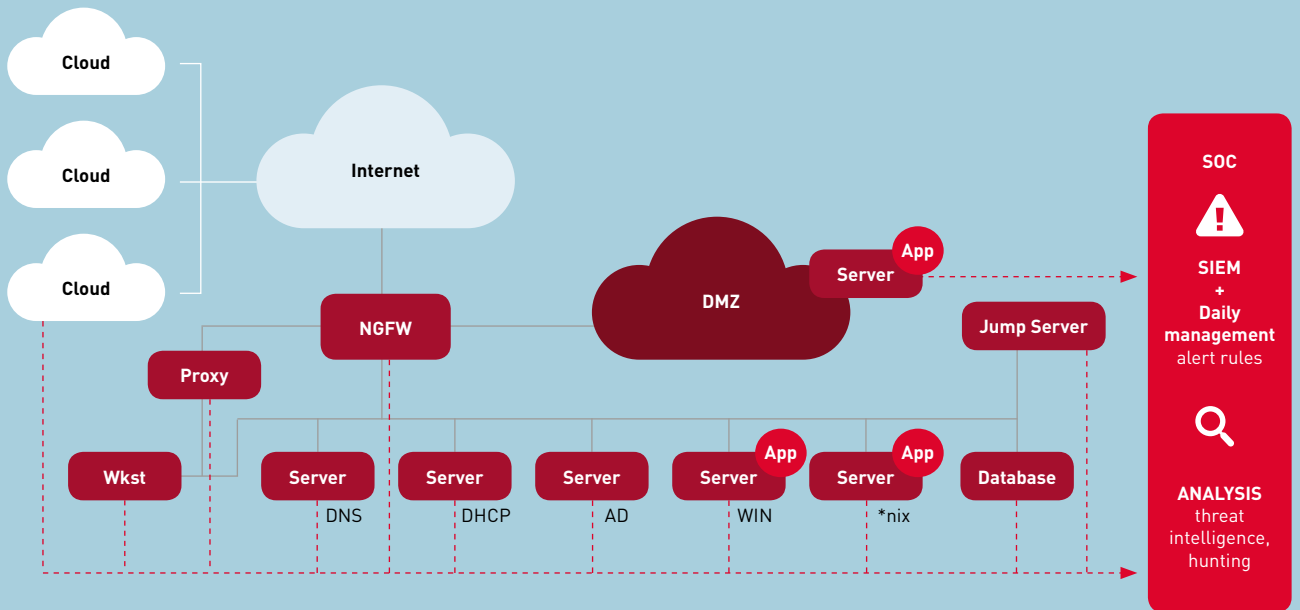 Cloud
Cloud
Cloud
Internet
NGFW
Proxy
DMZ
Server
App
Jump Server
Wkst
Server
DNS
Server
DHCP
Server
AD
Server
App
WIN
Server
App
*nix
Database
SOC
SIEM
+
Daily
management
alert rules
ANALYSIS
threat
intelligence,
hunting